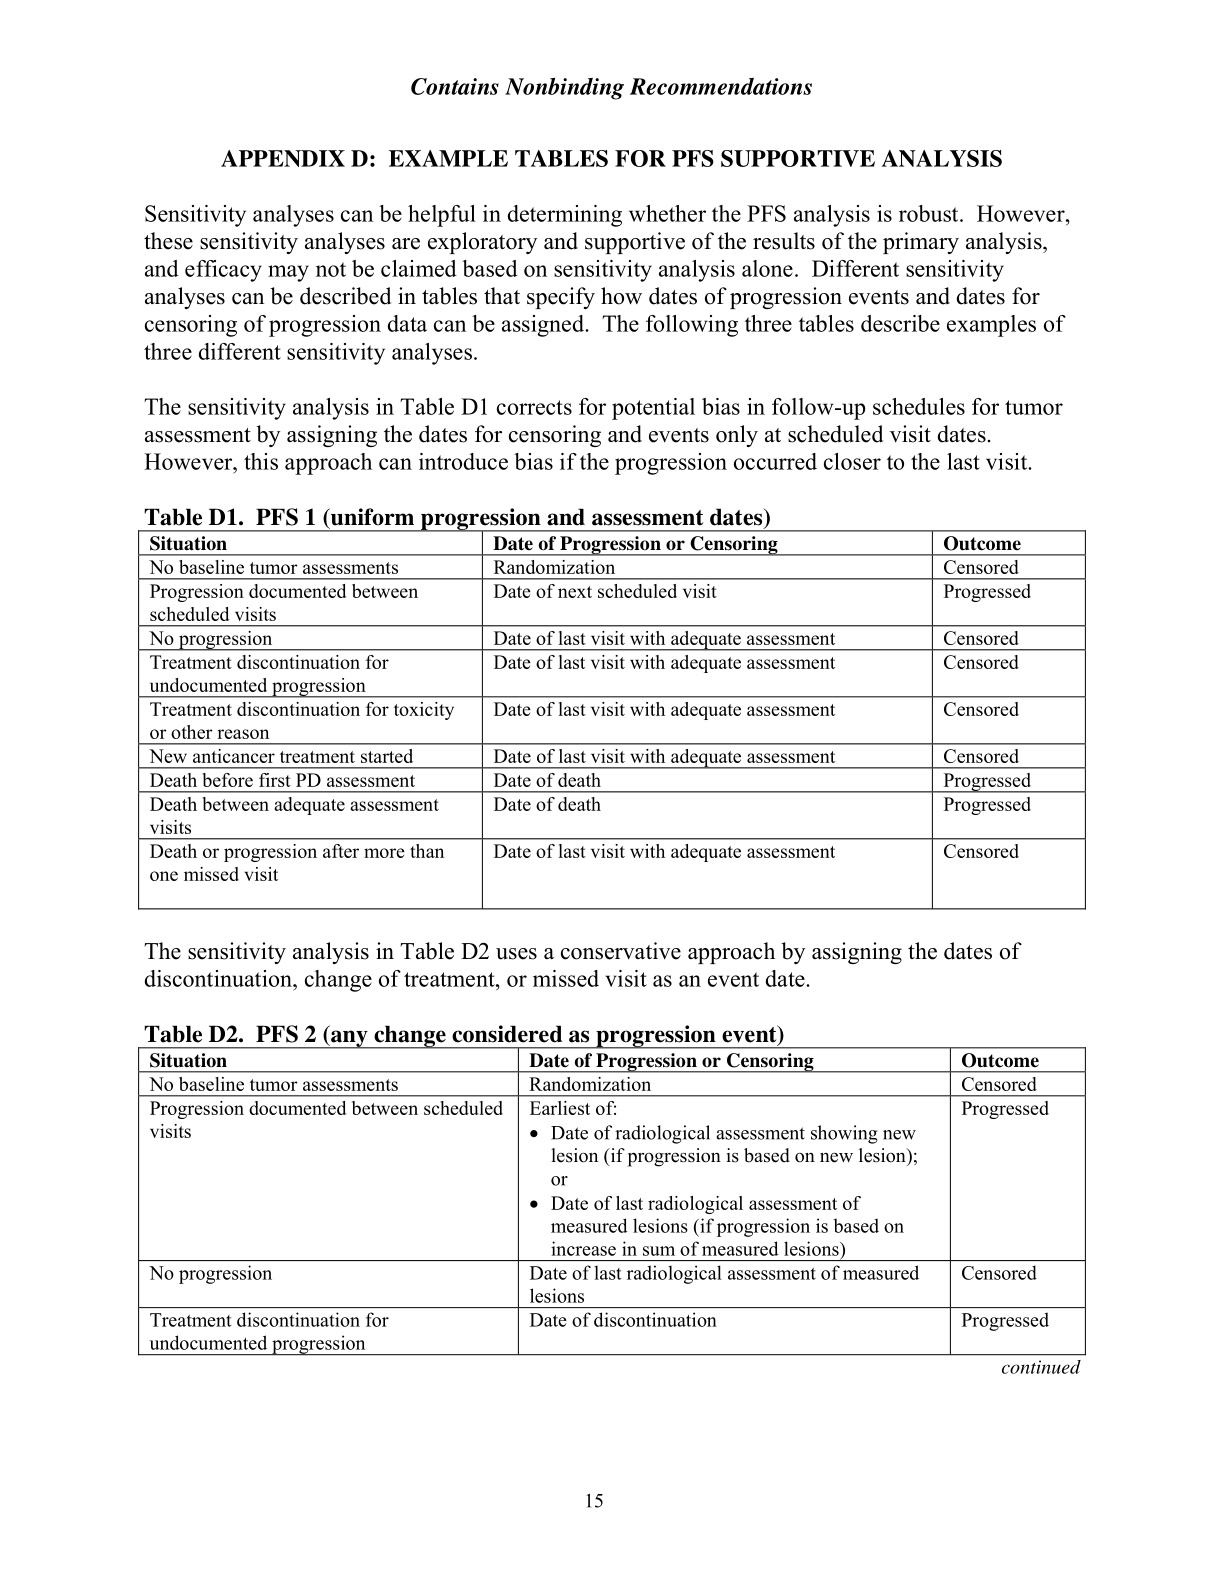 Contains Nonbinding Recommendations
APPENDIX D:  EXAMPLE TABLES FOR PFS SUPPORTIVE ANALYSIS
Sensitivity analyses can be helpful in determining whether the PFS analysis is robust.  However,
these sensitivity analyses are exploratory and supportive of the results of the primary analysis,
and efficacy may not be claimed based on sensitivity analysis alone.  Different sensitivity
analyses can be described in tables that specify how dates of progression events and dates for
censoring of progression data can be assigned.  The following three tables describe examples of
three different sensitivity analyses.
The sensitivity analysis in Table D1 corrects for potential bias in follow-up schedules for tumor
assessment by assigning the dates for censoring and events only at scheduled visit dates.
However, this approach can introduce bias if the progression occurred closer to the last visit.
Table D1.  PFS 1 (uniform progression and assessment dates)
Situation Date of Progression or Censoring Outcome
No baseline tumor assessments Randomization Censored
Progression documented between Date of next scheduled visit Progressed
scheduled visits
No progression Date of last visit with adequate assessment Censored
Treatment discontinuation for Date of last visit with adequate assessment Censored
undocumented progression
Treatment discontinuation for toxicity Date of last visit with adequate assessment Censored
or other reason
New anticancer treatment started Date of last visit with adequate assessment Censored
Death before first PD assessment Date of death Progressed
Death between adequate assessment Date of death Progressed
visits
Death or progression after more than Date of last visit with adequate assessment Censored
one missed visit
The sensitivity analysis in Table D2 uses a conservative approach by assigning the dates of
discontinuation, change of treatment, or missed visit as an event date.
Table D2.  PFS 2 (any change considered as progression event)
Situation Date of Progression or Censoring Outcome
No baseline tumor assessments Randomization Censored
Progression documented between scheduled Earliest of: Progressed
visits • Date of radiological assessment showing new
lesion (if progression is based on new lesion);
or
• Date of last radiological assessment of
measured lesions (if progression is based on
increase in sum of measured lesions)
No progression Date of last radiological assessment of measured Censored
lesions
Treatment discontinuation for Date of discontinuation Progressed
undocumented progression
continued
15